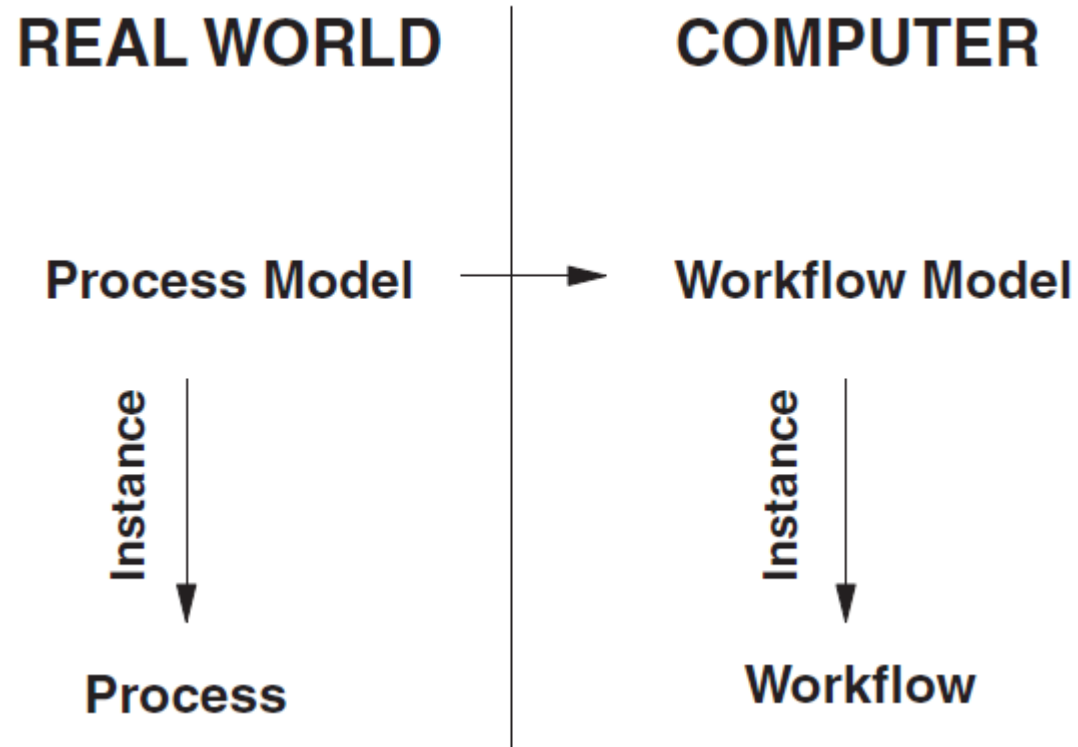 REAL WORLD
COMPUTER
Process Model
Workflow Model
Instance
Instance
Process
Workflow